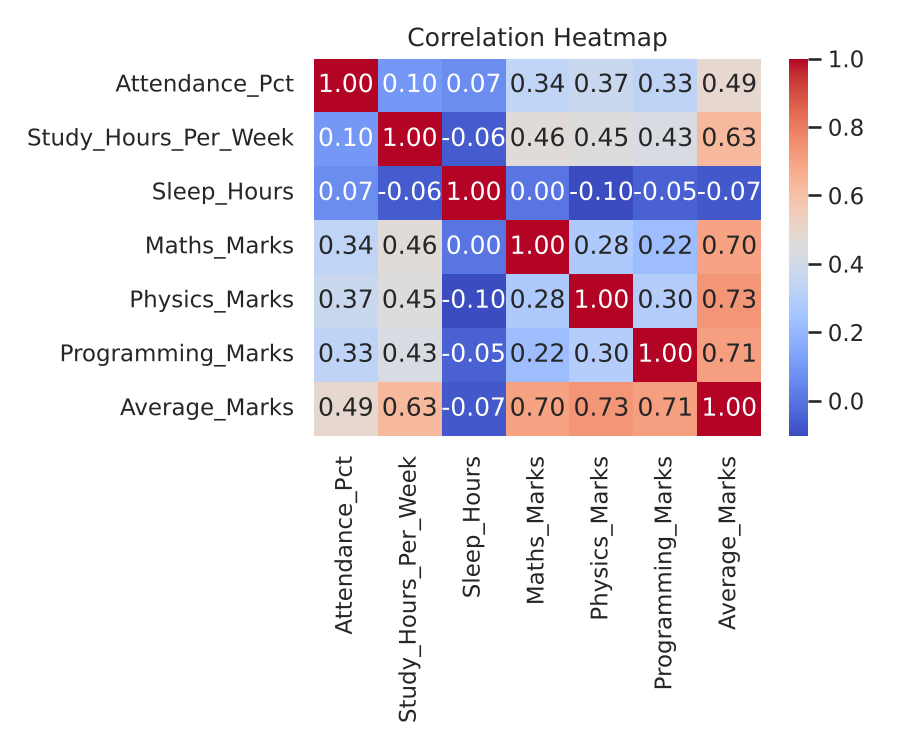 Correlation Heatmap
Attendance_Pct 1.00 0.10 0.07 0.34 0.37 0.33 0.49
Study_Hours_Per_Week 0.10 1.00 -0.06 0.46 0.45 0.43 0.63
Sleep_Hours 0.07 -0.06 1.00 0.00 -0.10 -0.05 -0.07
Maths_Marks 0.34 0.46 0.00 1.00 0.28 0.22 0.70
Physics_Marks 0.37 0.45 -0.10 0.28 1.00 0.30 0.73
Programming_Marks 0.33 0.43 -0.05 0.22 0.30 1.00 0.71
Average_Marks 0.49 0.63 -0.07 0.70 0.73 0.71 1.00
Attendance_Pct
Study_Hours_Per_Week
Sleep_Hours
Maths_Marks
Physics_Marks
Programming_Marks
Average_Marks
1.0
0.8
0.6
0.4
0.2
0.0